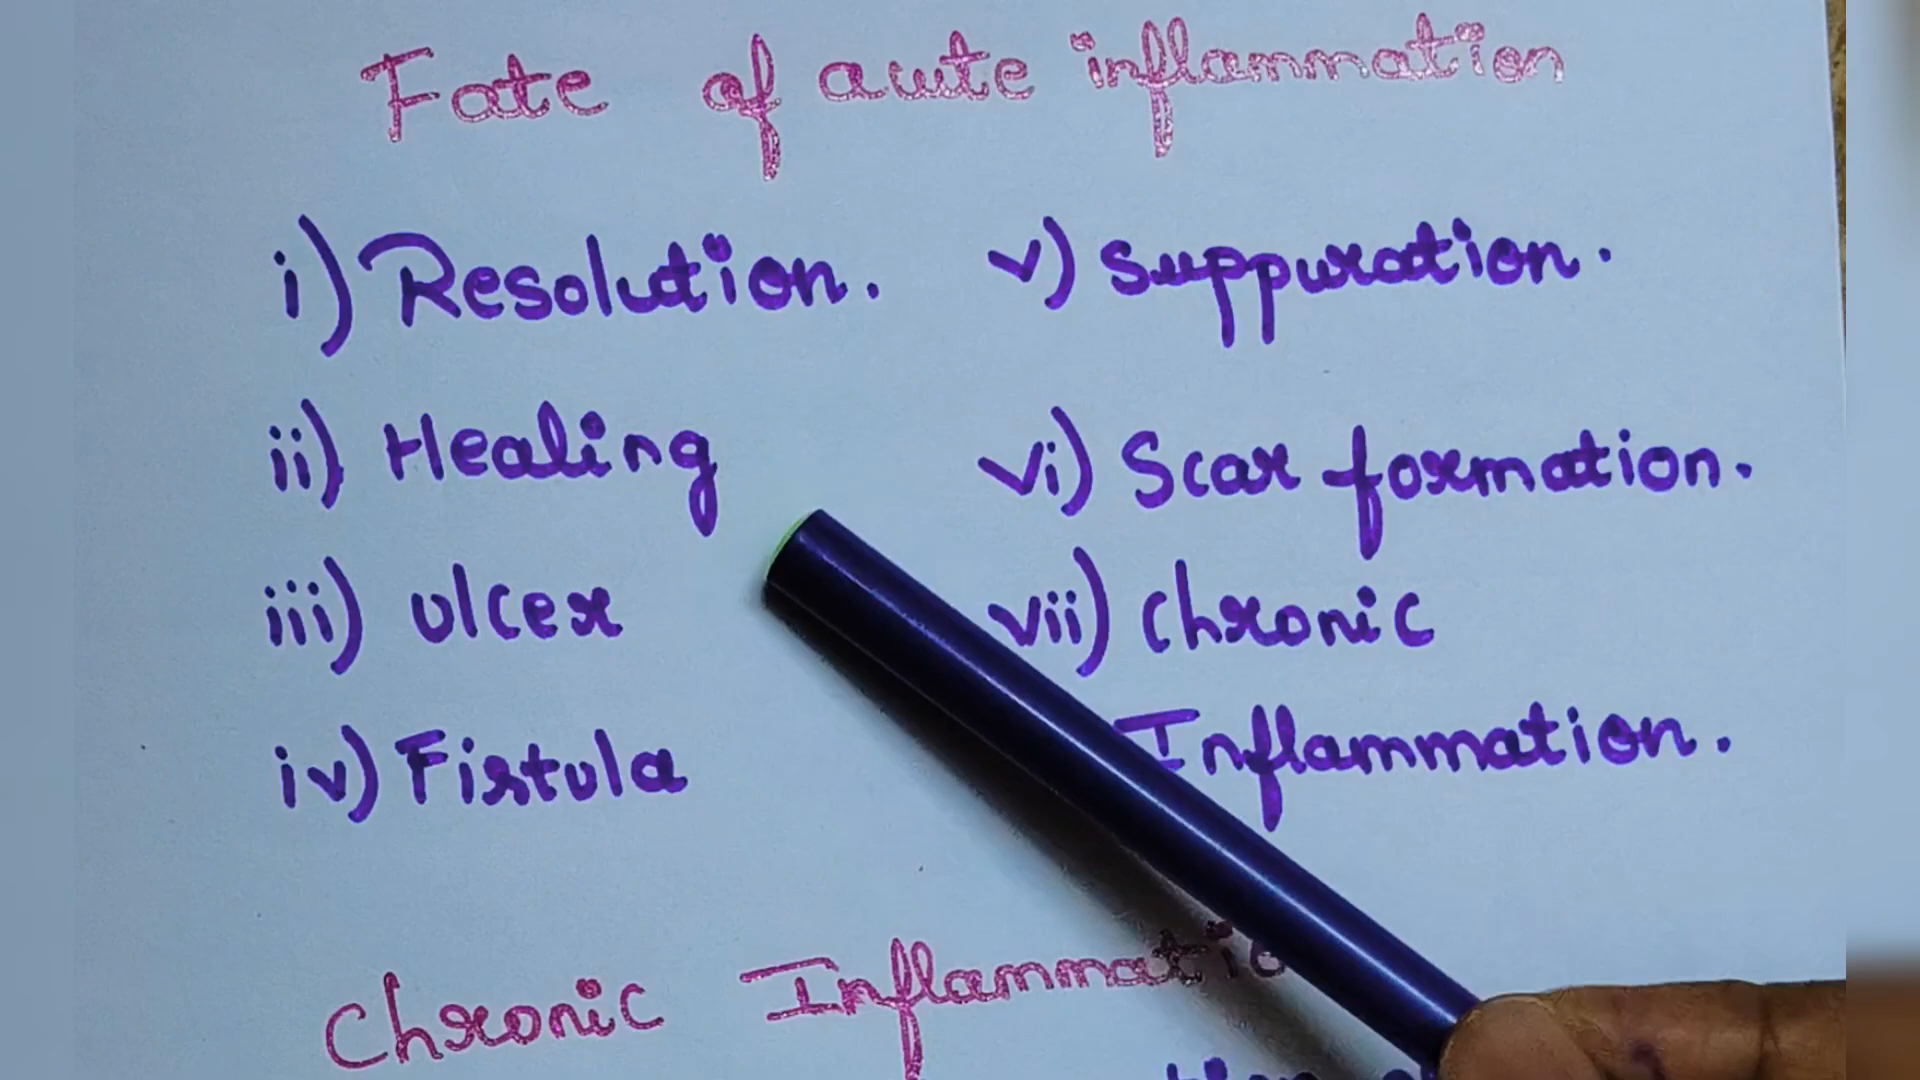 Fate of acute inflammation
i) Resolution.
ii) Healing
iii) ulcer
iv) Fistula
v) Suppuration.
vi) Scar formation.
vii) chronic
Inflammation.
Chronic Inflammatio